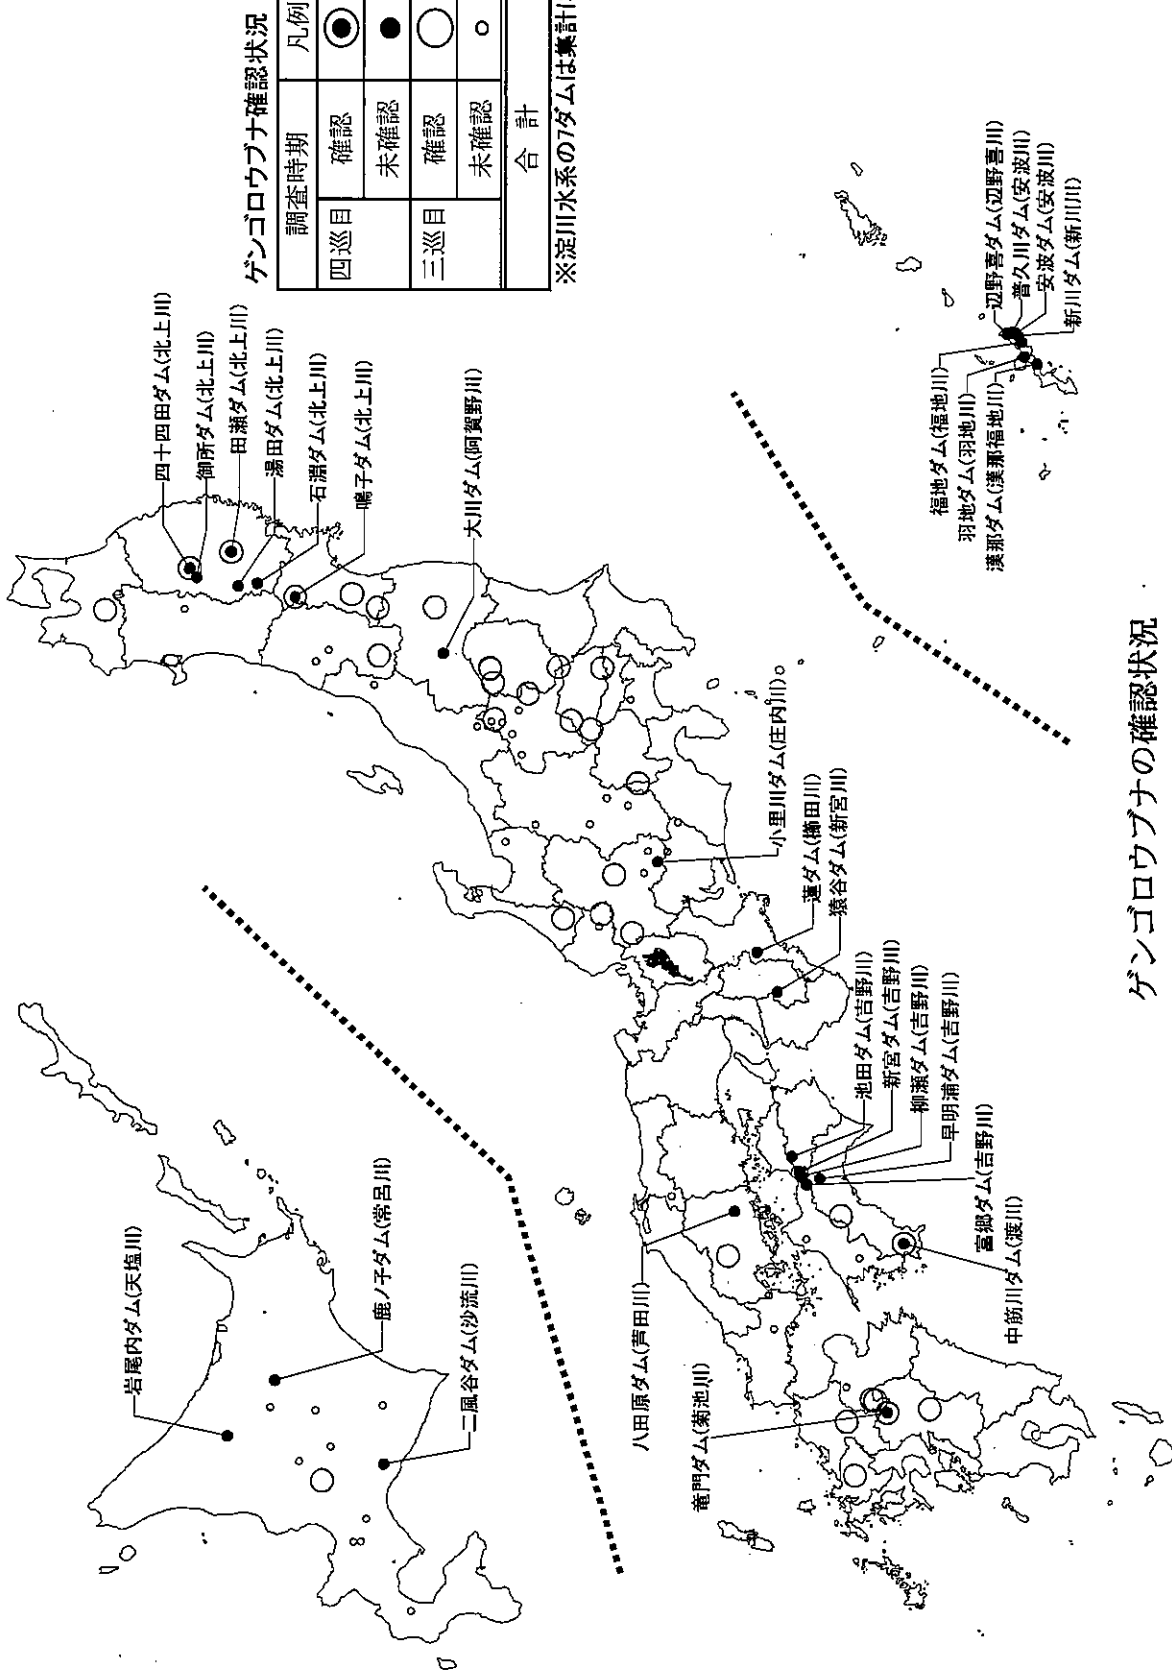 ゲンゴロウブナ確認状況
調査時期 凡例
四巡目 確認
未確認
三巡目 確認
未確認
合計
※淀川水系の7ダムは集計
四十四田ダム(北上川)
御所ダム(北上川)
田瀬ダム(北上川)
湯田ダム(北上川)
石淵ダム(北上川)
鳴子ダム(北上川)
大川ダム(阿賀野川)
岩尾内ダム(天塩川)
鹿ノ子ダム(常呂川)
二風谷ダム(沙流川)
小里川ダム(庄内川)
蓮ダム(櫛田川)
猿谷ダム(新宮川)
池田ダム(吉野川)
新宮ダム(吉野川)
柳瀬ダム(吉野川)
早明浦ダム(吉野川)
富郷ダム(吉野川)
中筋川ダム(渡川)
八田原ダム(芦田川)
竜門ダム(菊池川)
福地ダム(福地川)
羽地ダム(羽地川)
漢那ダム(漢那福地川)
辺野喜ダム(辺野喜川)
普久川ダム(安波川)
安波ダム(安波川)
新川ダム(新川川)
ゲンゴロウブナの確認状況